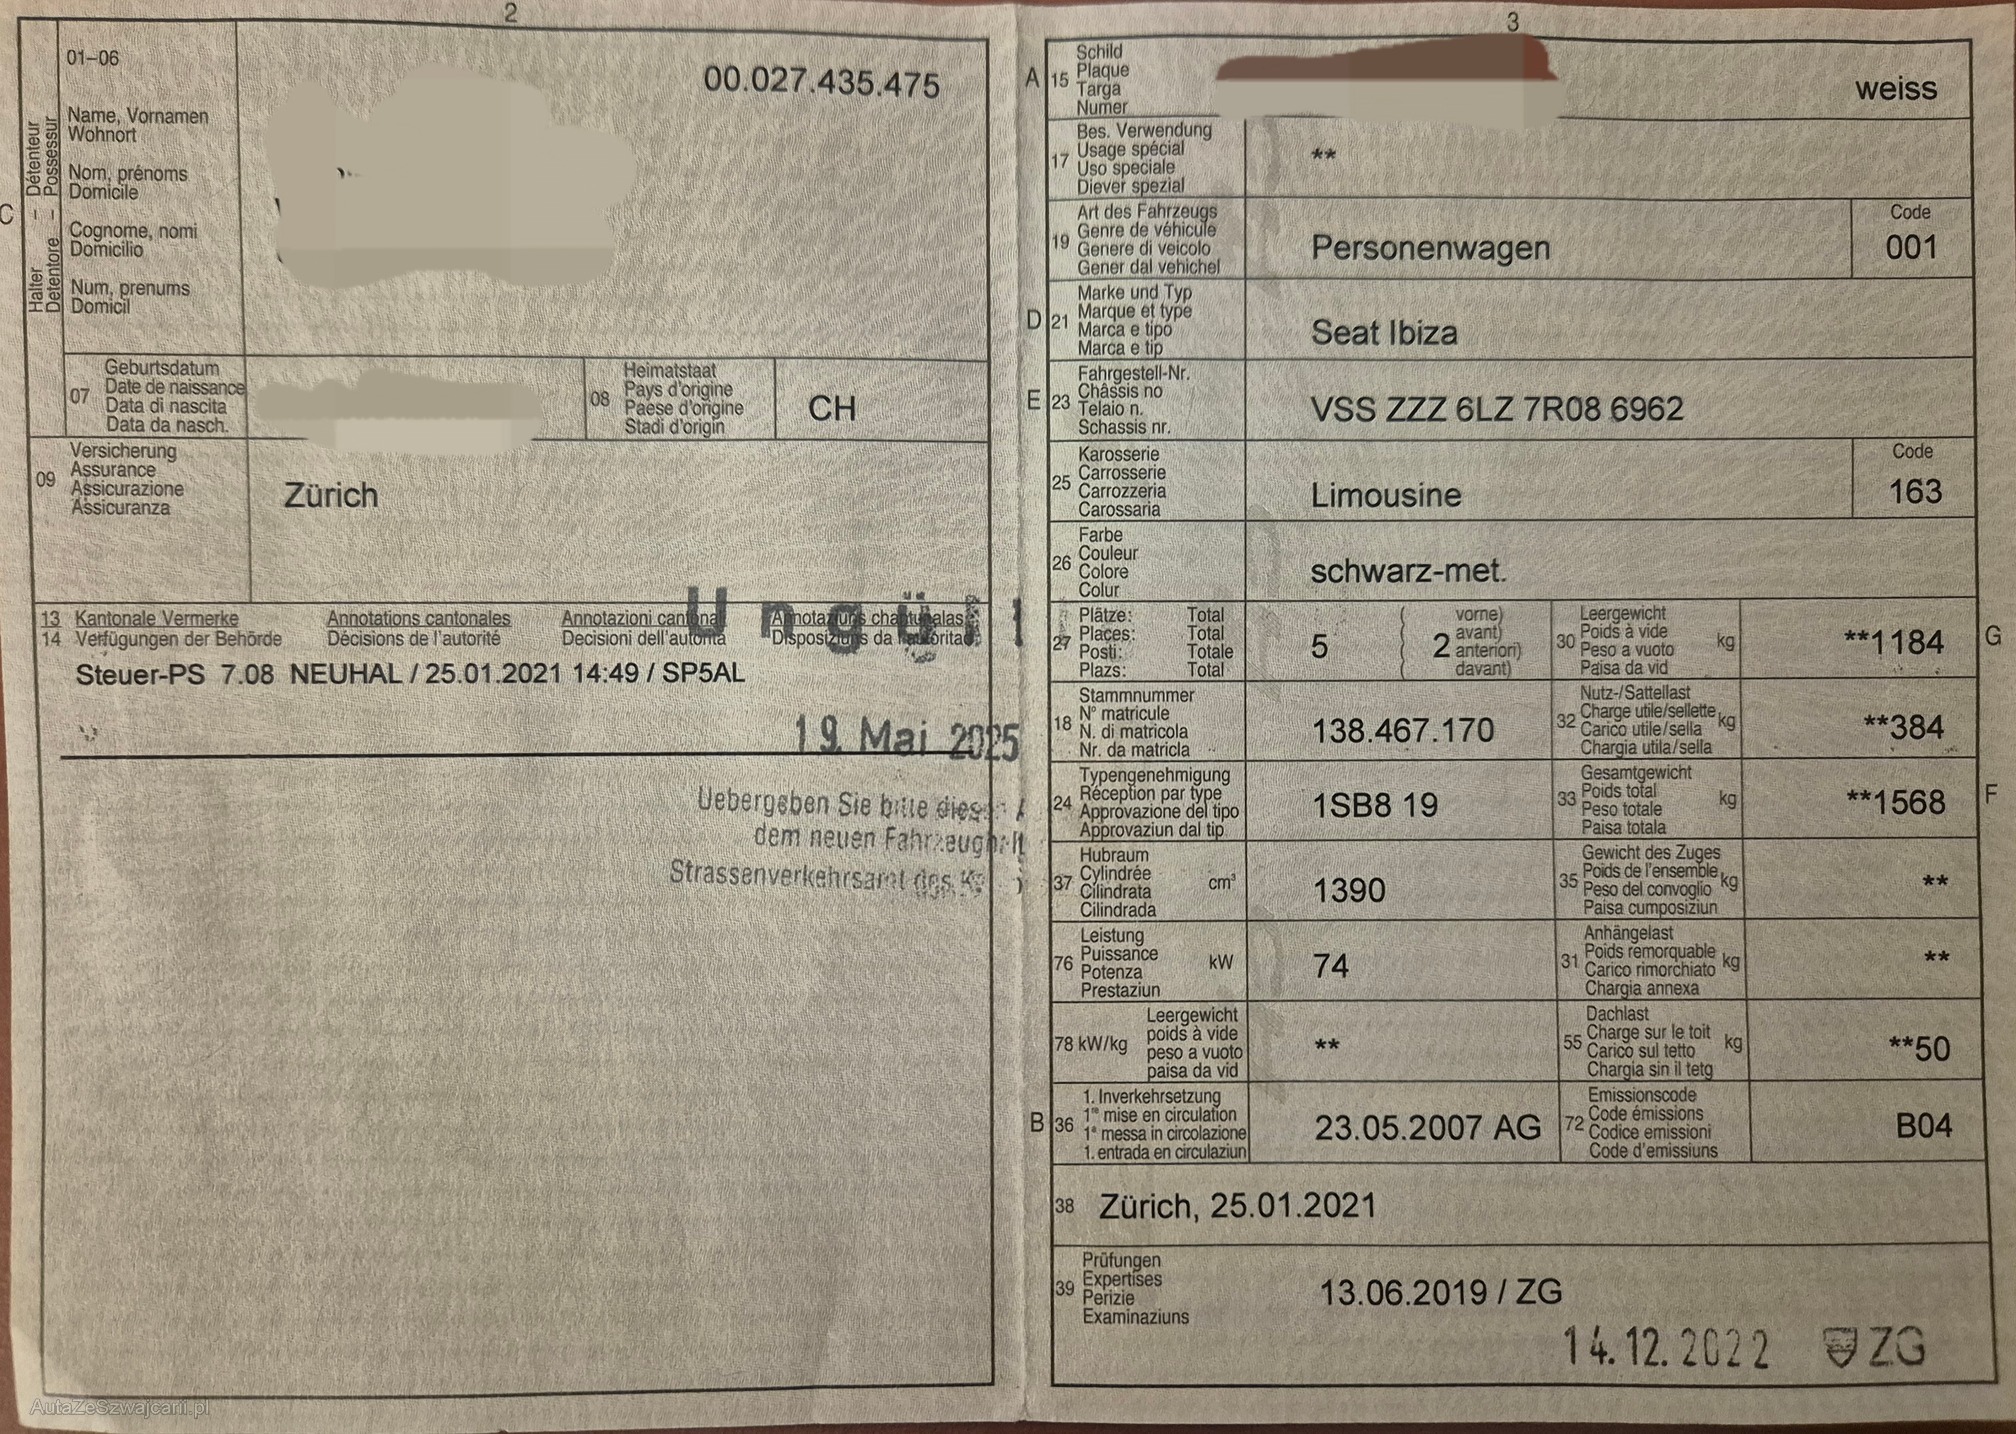 2
01–06
00.027.435.475
Halter – Détenteur
Detentore – Possessur
C
Name, Vornamen
Wohnort
Nom, prénoms
Domicile
Cognome, nomi
Domicilio
Num, prenums
Domicil
07
Geburtsdatum
Date de naissance
Data di nascita
Data da nasch.
08
Heimatstaat
Pays d'origine
Paese d'origine
Stadi d'origin
CH
09
Versicherung
Assurance
Assicurazione
Assicuranza
Zürich
13 Kantonale Vermerke Annotations cantonales Annotazioni cantonali Annotaziuns chantunalas
14 Verfügungen der Behörde Décisions de l'autorité Decisioni dell'autorità Disposiziuns da l'autoritad
Steuer-PS 7.08 NEUHAL / 25.01.2021 14:49 / SP5AL
19. Mai 2025
Uebergeben Sie bitte
dem neuen
Strassenverkehrsamt des
3
A 15
Schild
Plaque
Targa
Numer
weiss
17
Bes. Verwendung
Usage spécial
Uso speciale
Diever spezial
**
19
Art des Fahrzeugs
Genre de véhicule
Genere di veicolo
Gener dal vehichel
Personenwagen
Code
001
D 21
Marke und Typ
Marque et type
Marca e tipo
Marca e tip
Seat Ibiza
E 23
Fahrgestell-Nr.
Châssis no
Telaio n.
Schassis nr.
VSS ZZZ 6LZ 7R08 6962
25
Karosserie
Carrosserie
Carrozzeria
Carossaria
Limousine
Code
163
26
Farbe
Couleur
Colore
Colur
schwarz-met.
27
Plätze: Total
Places: Total
Posti: Totale
Plazs: Total
5
2
( vorne)
avant)
anteriori)
( davant)
30
Leergewicht
Poids à vide
Peso a vuoto
Paisa da vid
kg
**1184
G
18
Stammnummer
N° matricule
N. di matricola
Nr. da matricla
138.467.170
32
Nutz-/Sattellast
Charge utile/sellette
Carico utile/sella
Chargia utila/sella
kg
**384
24
Typengenehmigung
Réception par type
Approvazione del tipo
Approvaziun dal tip
1SB8 19
33
Gesamtgewicht
Poids total
Peso totale
Paisa totala
kg
**1568
F
37
Hubraum
Cylindrée
Cilindrata
Cilindrada
cm³
1390
35
Gewicht des Zuges
Poids de l'ensemble
Peso del convoglio
Paisa cumposiziun
kg
**
76
Leistung
Puissance
Potenza
Prestaziun
kW
74
31
Anhängelast
Poids remorquable
Carico rimorchiato
Chargia annexa
kg
**
78 kW/kg
Leergewicht
poids à vide
peso a vuoto
paisa da vid
**
55
Dachlast
Charge sur le toit
Carico sul tetto
Chargia sin il tetg
kg
**50
B 36
1. Inverkehrsetzung
1re mise en circulation
1a messa in circolazione
1. entrada en circulaziun
23.05.2007 AG
72
Emissionscode
Code émissions
Codice emissioni
Code d'emissiuns
B04
38
Zürich, 25.01.2021
39
Prüfungen
Expertises
Perizie
Examinaziuns
13.06.2019 / ZG
14.12.2022 ZG
AutaZeSzwajcarii.pl